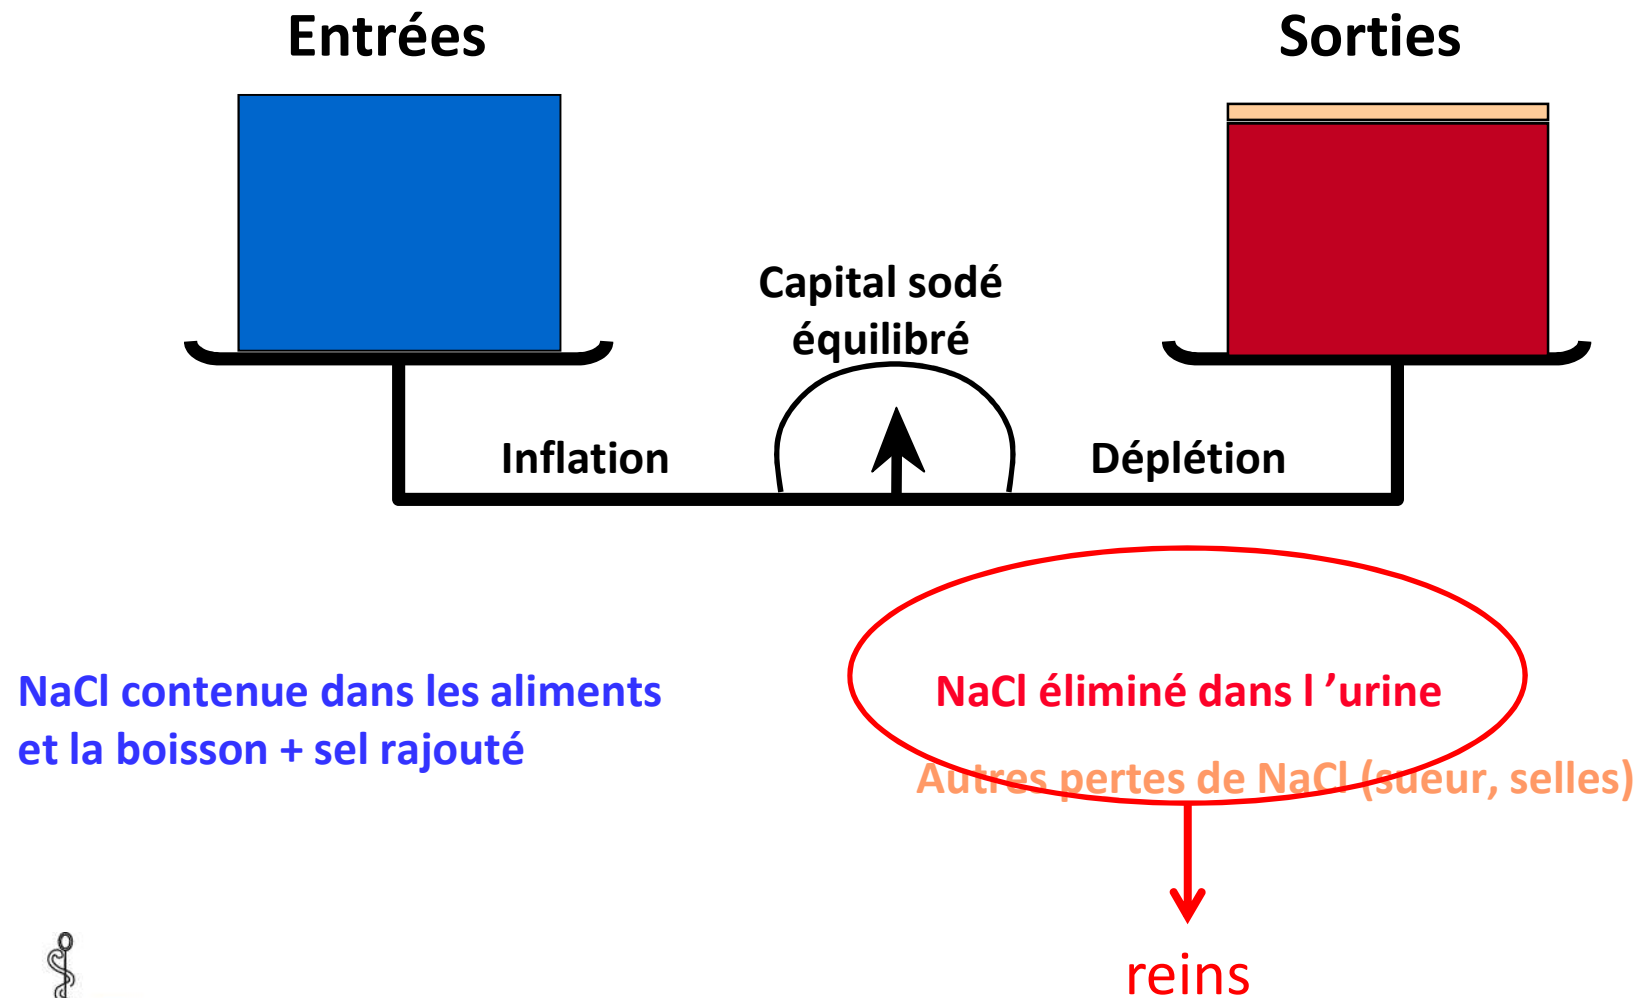 Entrées
Sorties
Capital sodé
équilibré
Inflation
Déplétion
NaCl contenue dans les aliments
et la boisson + sel rajouté
NaCl éliminé dans l ’urine
Autres pertes de NaCl (sueur, selles)
reins